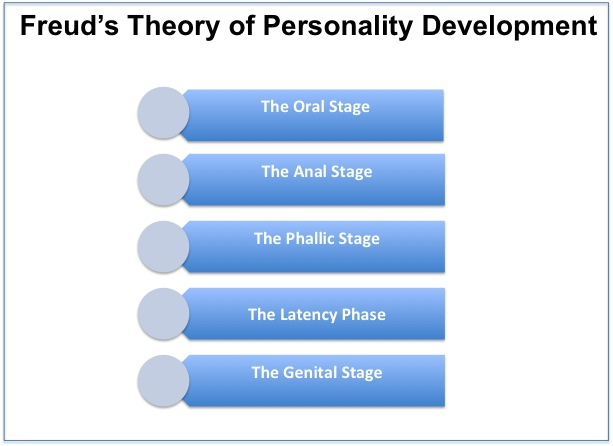 Freud’s Theory of Personality Development
The Oral Stage
The Anal Stage
The Phallic Stage
The Latency Phase
The Genital Stage